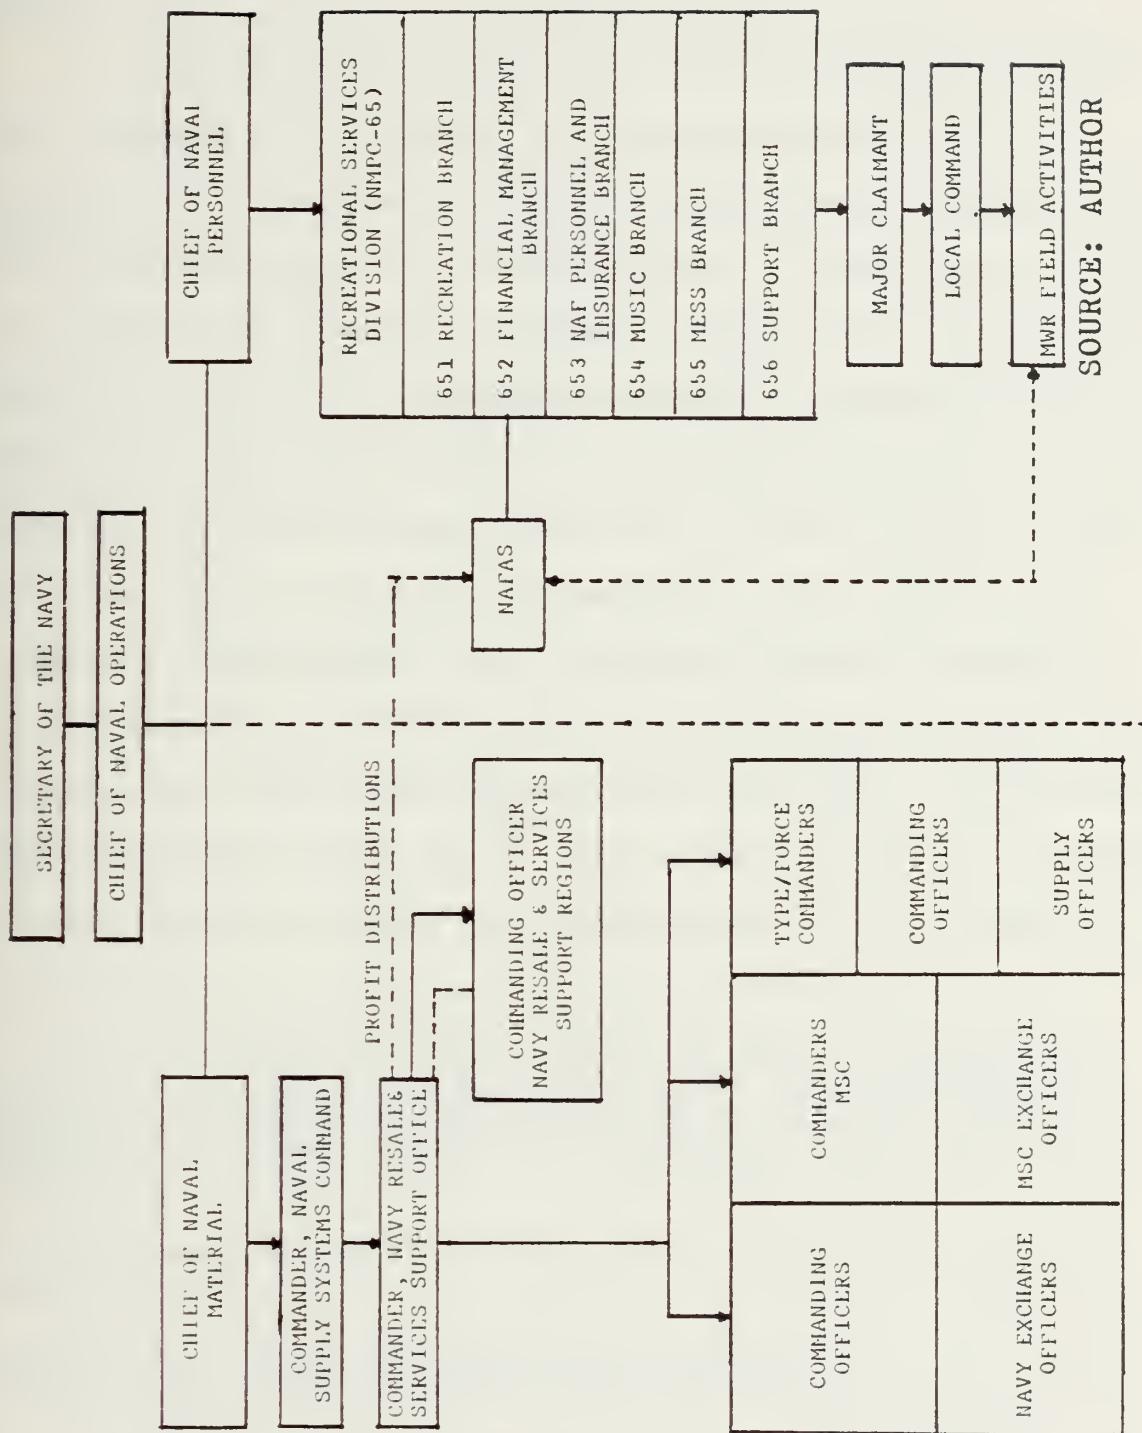 SECRETARY OF THE NAVY
CHIEF OF NAVAL OPERATIONS
CHIEF OF NAVAL
MATERIAL
COMMANDER, NAVAL
SUPPLY SYSTEMS COMMAND
COMMANDER, NAVY RESALE&
SERVICES SUPPORT OFFICE
PROFIT DISTRIBUTIONS
COMMANDING OFFICER
NAVY RESALE & SERVICES
SUPPORT REGIONS
COMMANDING
OFFICERS
NAVY EXCHANGE
OFFICERS
COMMANDERS
MSC
MSC EXCHANGE
OFFICERS
TYPE/FORCE
COMMANDERS
COMMANDING
OFFICERS
SUPPLY
OFFICERS
CHIEF OF NAVAL
PERSONNEL
RECREATIONAL SERVICES
DIVISION (NMPC-65)
651 RECREATION BRANCH
652 FINANCIAL MANAGEMENT
BRANCH
653 NAF PERSONNEL AND
INSURANCE BRANCH
654 MUSIC BRANCH
655 MESS BRANCH
656 SUPPORT BRANCH
NAFAS
MAJOR CLAIMANT
LOCAL COMMAND
MWR FIELD ACTIVITIES
SOURCE: AUTHOR